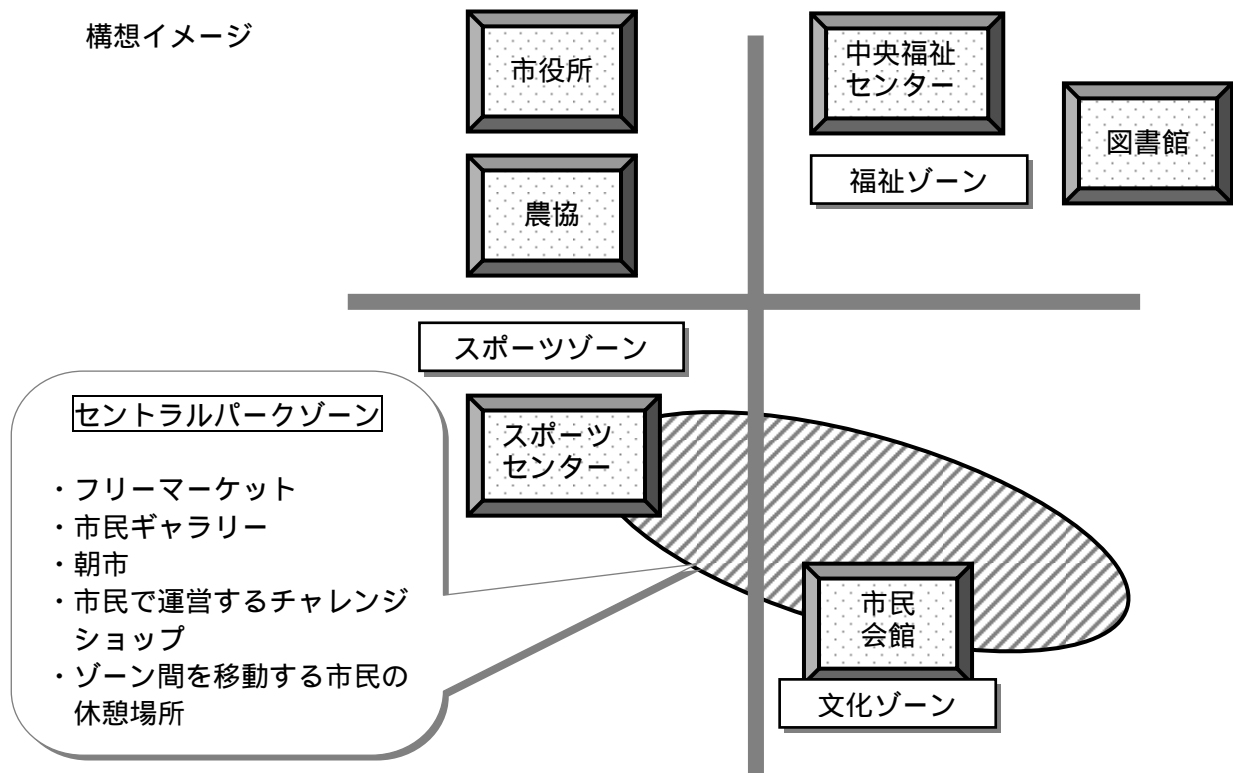 構想イメージ
市役所
中央福祉
センター
図書館
福祉ゾーン
農協
スポーツゾーン
セントラルパークゾーン
・フリーマーケット
・市民ギャラリー
・朝市
・市民で運営するチャレンジ
ショップ
・ゾーン間を移動する市民の
休憩場所
スポーツ
センター
市民
会館
文化ゾーン